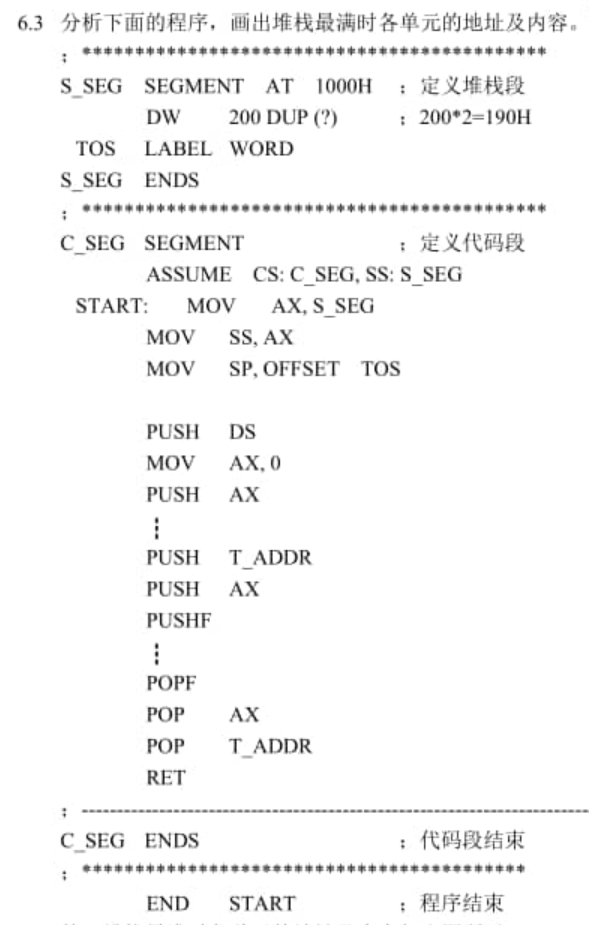 6.3 分析下面的程序，画出堆栈最满时各单元的地址及内容。
; ********************************************
S_SEG SEGMENT AT 1000H ; 定义堆栈段
DW 200 DUP (?) ; 200*2=190H
TOS LABEL WORD
S_SEG ENDS
; ********************************************
C_SEG SEGMENT ; 定义代码段
ASSUME CS: C_SEG, SS: S_SEG
START: MOV AX, S_SEG
MOV SS, AX
MOV SP, OFFSET TOS
PUSH DS
MOV AX, 0
PUSH AX
⋮
PUSH T_ADDR
PUSH AX
PUSHF
⋮
POPF
POP AX
POP T_ADDR
RET
; -------------------------------------------------------------------------
C_SEG ENDS ; 代码段结束
; ******************************************
END START ; 程序结束